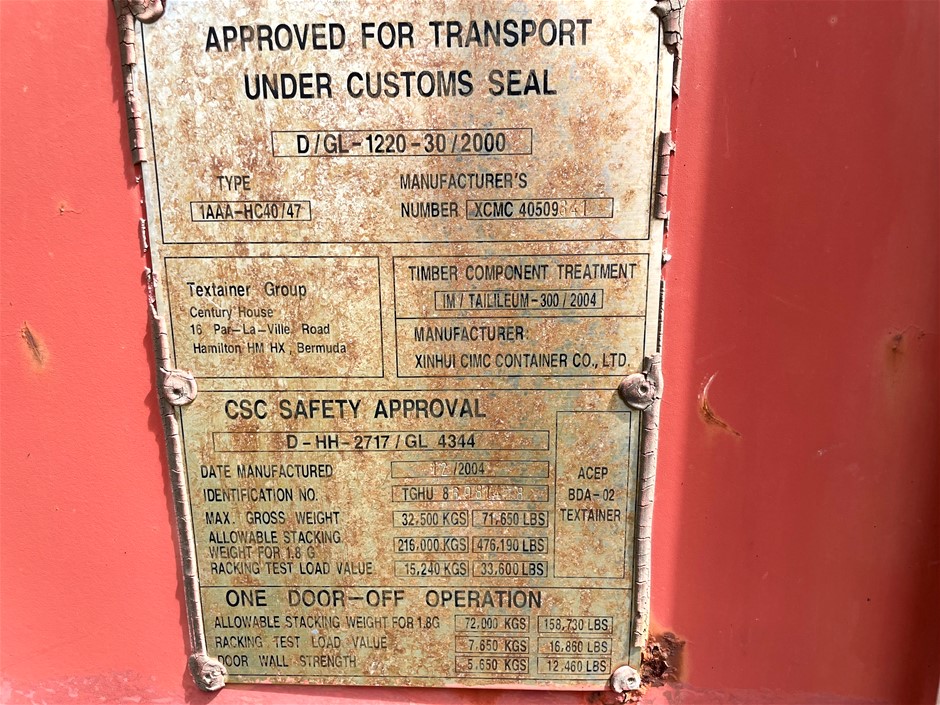 APPROVED FOR TRANSPORT
UNDER CUSTOMS SEAL
D/GL-1220-30/2000
TYPE
1AAA-HC40/47
MANUFACTURER'S
NUMBER XCMC
Textainer Group
Century House
16 Par-La-Ville Road
Hamilton HM HX, Bermuda
TIMBER COMPONENT TREATMENT
IM/TAILILEUM-300/2004
MANUFACTURER:
XINHUI CIMC CONTAINER CO., LTD.
CSC SAFETY APPROVAL
D-HH-2717/GL 4344
DATE MANUFACTURED /2004
IDENTIFICATION NO. TGHU
MAX. GROSS WEIGHT 32,500 KGS 71,650 LBS
ALLOWABLE STACKING
WEIGHT FOR 1.8 G 216,000 KGS 476,190 LBS
RACKING TEST LOAD VALUE 15,240 KGS 33,600 LBS
ACEP
BDA-02
TEXTAINER
ONE DOOR-OFF OPERATION
ALLOWABLE STACKING WEIGHT FOR 1.8G 72,000 KGS 158,730 LBS
RACKING TEST LOAD VALUE 7,650 KGS 16,860 LBS
DOOR WALL STRENGTH 5,650 KGS 12,460 LBS